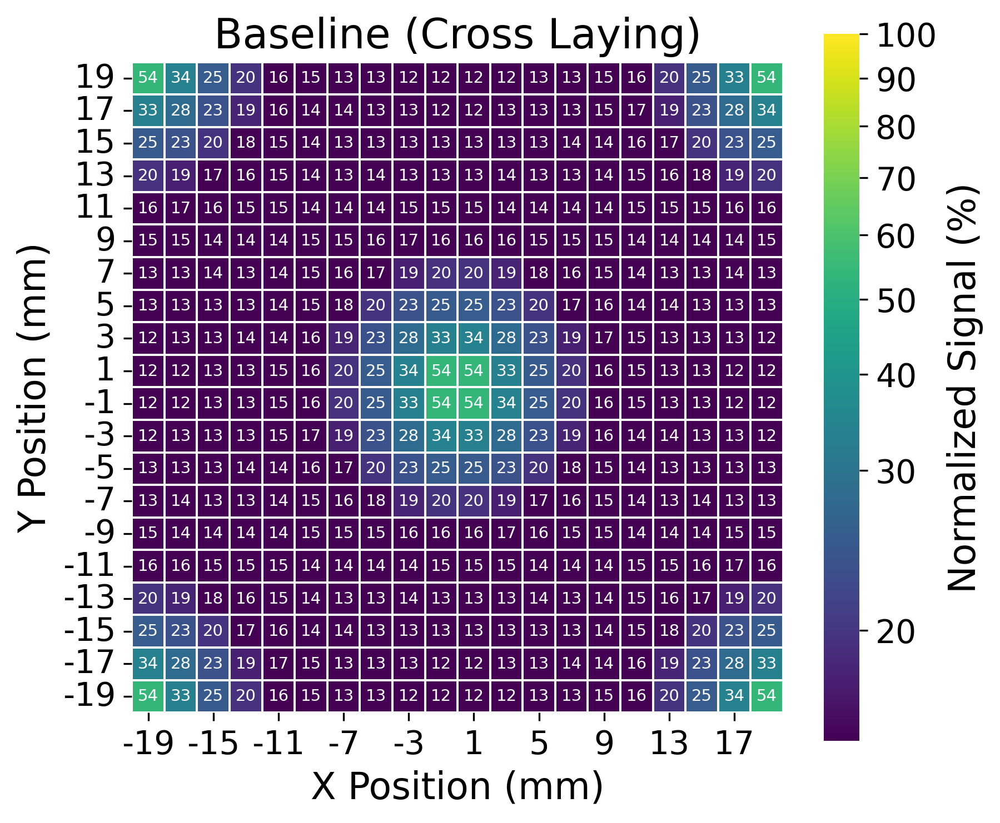 Baseline (Cross Laying)
19 54 34 25 20 16 15 13 13 12 12 12 12 13 13 15 16 20 25 33 54
17 33 28 23 19 16 14 14 13 13 12 12 13 13 13 15 17 19 23 28 34
15 25 23 20 18 15 14 13 13 13 13 13 13 13 14 14 16 17 20 23 25
13 20 19 17 16 15 14 13 14 13 13 13 14 13 13 14 15 16 18 19 20
11 16 17 16 15 15 14 14 14 15 15 15 14 14 14 14 15 15 15 16 16
9 15 15 14 14 14 15 15 16 17 16 16 16 15 15 15 14 14 14 14 15
7 13 13 14 13 14 15 16 17 19 20 20 19 18 16 15 14 13 13 14 13
5 13 13 13 13 14 15 18 20 23 25 25 23 20 17 16 14 14 13 13 13
3 12 13 13 14 14 16 19 23 28 33 34 28 23 19 17 15 13 13 13 12
1 12 12 13 13 15 16 20 25 34 54 54 33 25 20 16 15 13 13 12 12
-1 12 12 13 13 15 16 20 25 33 54 54 34 25 20 16 15 13 13 12 12
-3 12 13 13 13 15 17 19 23 28 34 33 28 23 19 16 14 14 13 13 12
-5 13 13 13 14 14 16 17 20 23 25 25 23 20 18 15 14 13 13 13 13
-7 13 14 13 13 14 15 16 18 19 20 20 19 17 16 15 14 13 14 13 13
-9 15 14 14 14 14 15 15 15 16 16 16 17 16 15 15 14 14 14 15 15
-11 16 16 15 15 15 14 14 14 14 15 15 15 14 14 14 15 15 16 17 16
-13 20 19 18 16 15 14 13 13 14 13 13 13 14 13 14 15 16 17 19 20
-15 25 23 20 17 16 14 14 13 13 13 13 13 13 13 14 15 18 20 23 25
-17 34 28 23 19 17 15 13 13 13 12 12 13 13 14 14 16 19 23 28 33
-19 54 33 25 20 16 15 13 13 12 12 12 12 13 13 15 16 20 25 34 54
-19 -15 -11 -7 -3 1 5 9 13 17
X Position (mm)
Y Position (mm)
100
90
80
70
60
50
40
30
20
Normalized Signal (%)